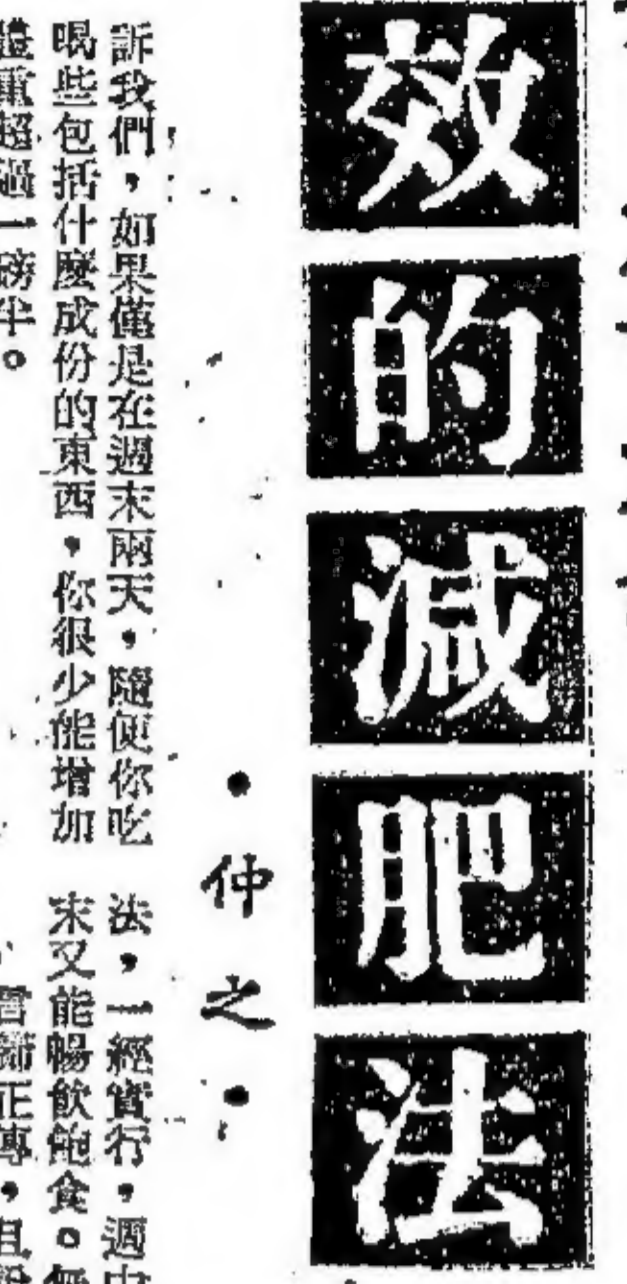 效的減肥法
•仲之•
訴我們，如果僅是在週末兩天，隨便你吃
喝些包括什麼成份的東西，你很少能增加
體重超過一磅半。
法，一經實行，週中
末又能暢飲飽食。